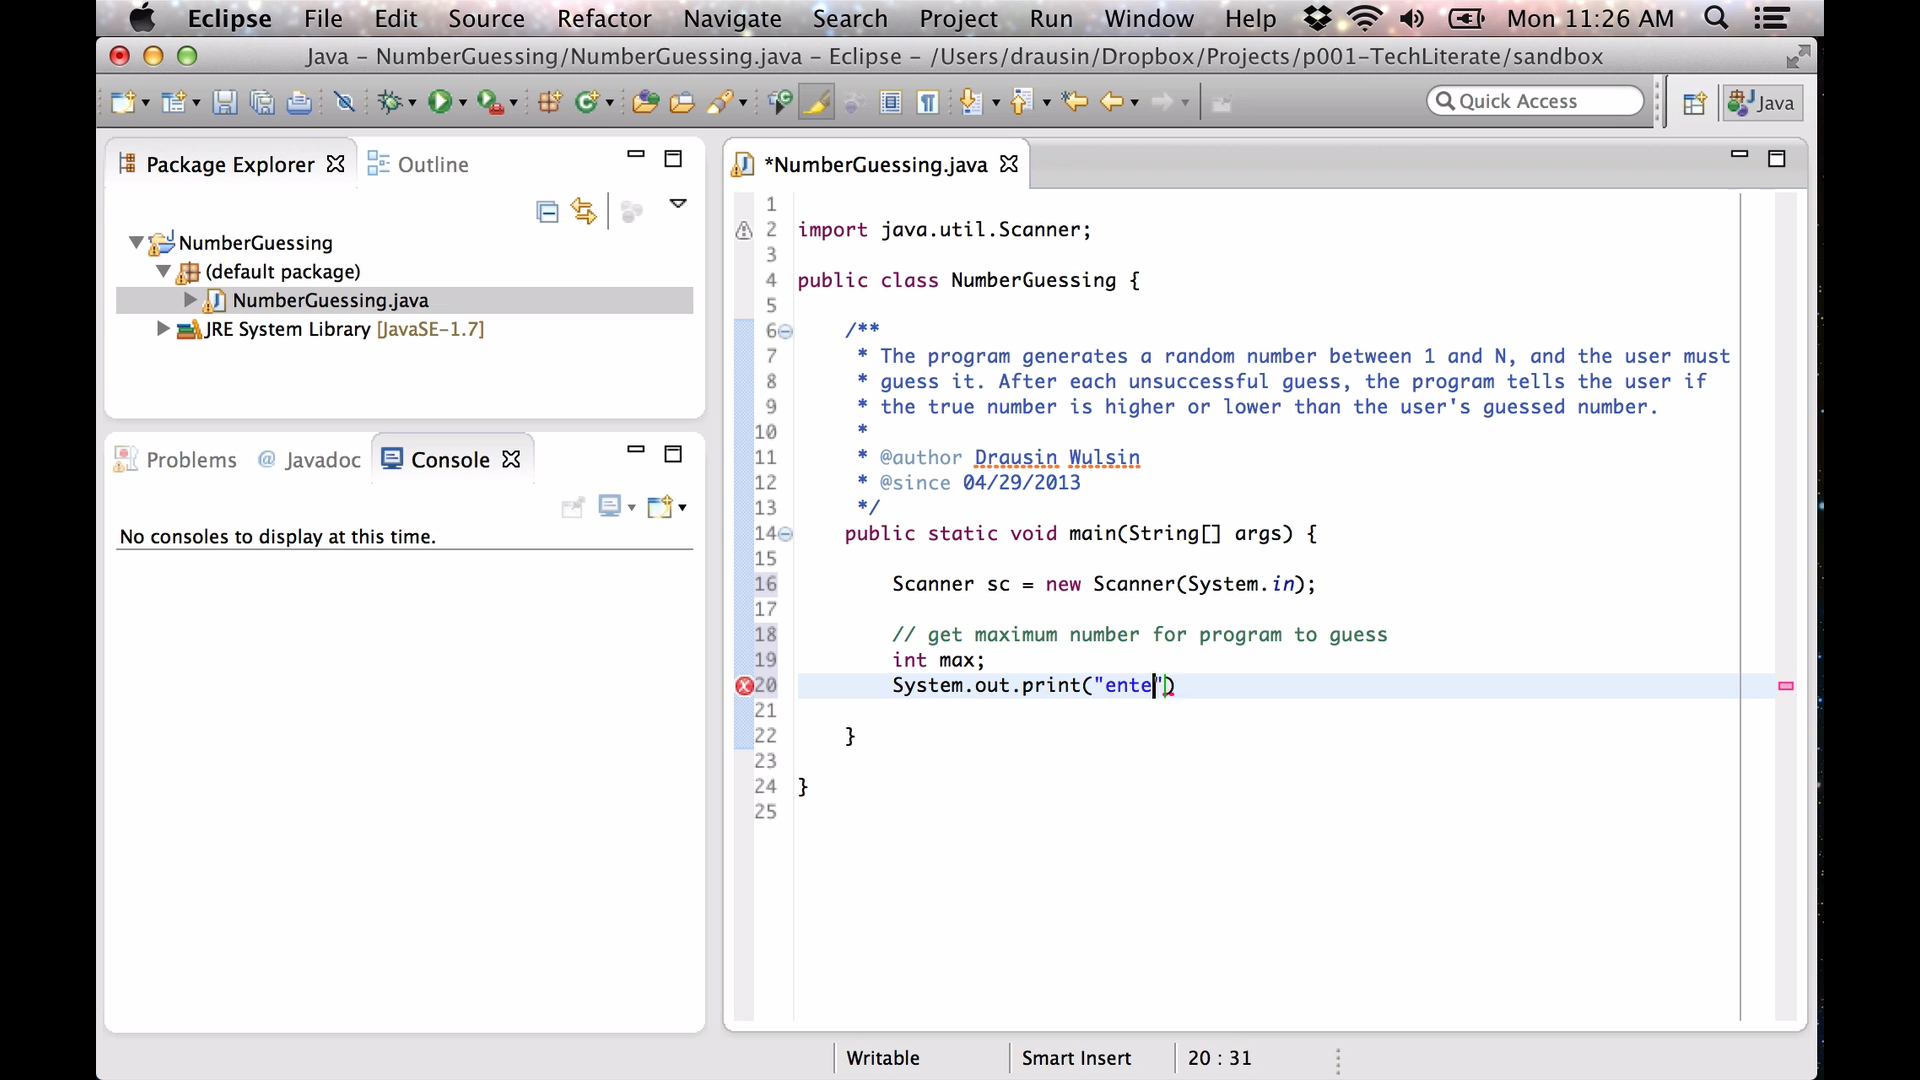 Eclipse File Edit Source Refactor Navigate Search Project Run Window Help Mon 11:26 AM
Java – NumberGuessing/NumberGuessing.java – Eclipse – /Users/drausin/Dropbox/Projects/p001-TechLiterate/sandbox
Quick Access
Java
Package Explorer
Outline
NumberGuessing
(default package)
NumberGuessing.java
JRE System Library [JavaSE-1.7]
Problems
@ Javadoc
Console
No consoles to display at this time.
*NumberGuessing.java
1
2 import java.util.Scanner;
3
4 public class NumberGuessing {
5
6 /**
7 * The program generates a random number between 1 and N, and the user must
8 * guess it. After each unsuccessful guess, the program tells the user if
9 * the true number is higher or lower than the user's guessed number.
10 *
11 * @author Drausin Wulsin
12 * @since 04/29/2013
13 */
14 public static void main(String[] args) {
15
16 Scanner sc = new Scanner(System.in);
17
18 // get maximum number for program to guess
19 int max;
20 System.out.print("ente")
21
22 }
23
24 }
25
Writable
Smart Insert
20 : 31